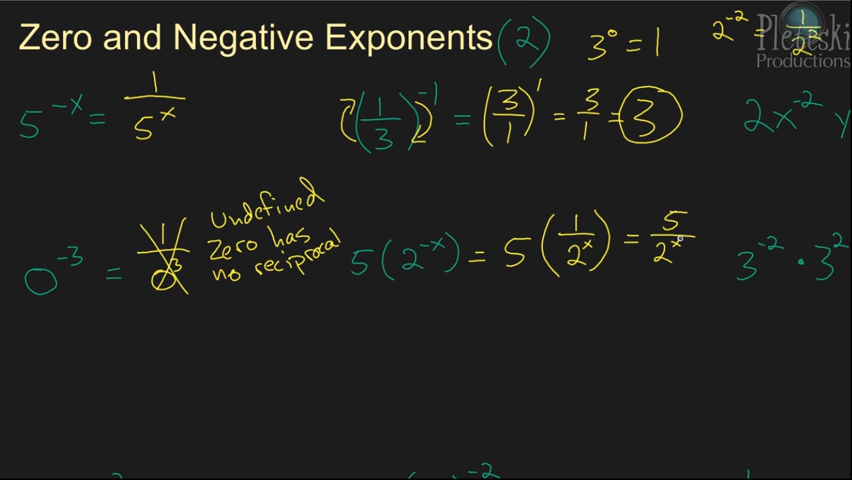 Zero and Negative Exponents (2)
3⁰ = 1
2⁻² = 1/2²
Pleteski
Productions
5⁻ˣ = 1/5ˣ
(1/3)⁻¹ = (3/1)¹ = 3/1 = 3
2x⁻² y
0⁻³ = 1/0³
Undefined
Zero has
no reciprocal
5(2⁻ˣ) = 5(1/2ˣ) = 5/2ˣ
3⁻² · 3²